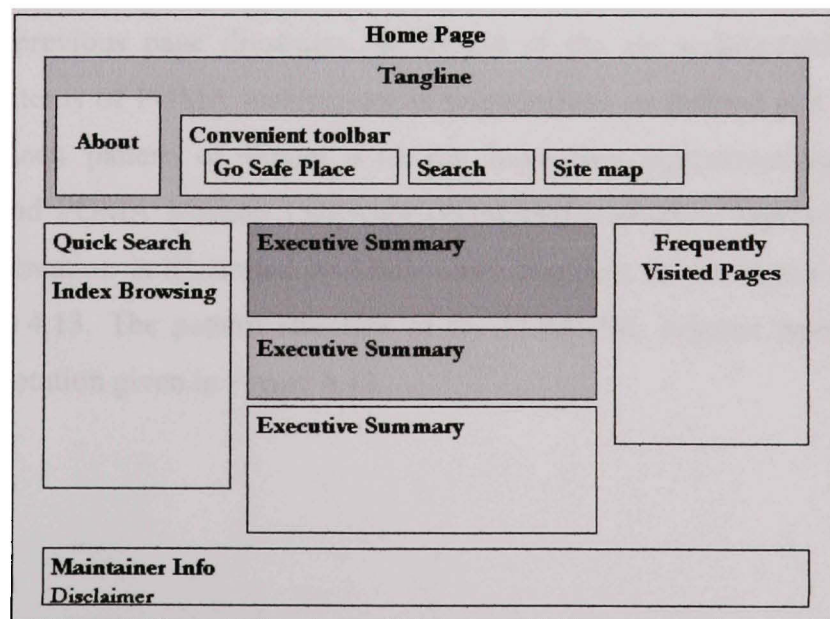 Home Page
Tangline
About
Convenient toolbar
Go Safe Place
Search
Site map
Quick Search
Index Browsing
Executive Summary
Executive Summary
Executive Summary
Frequently
Visited Pages
Maintainer Info
Disclaimer